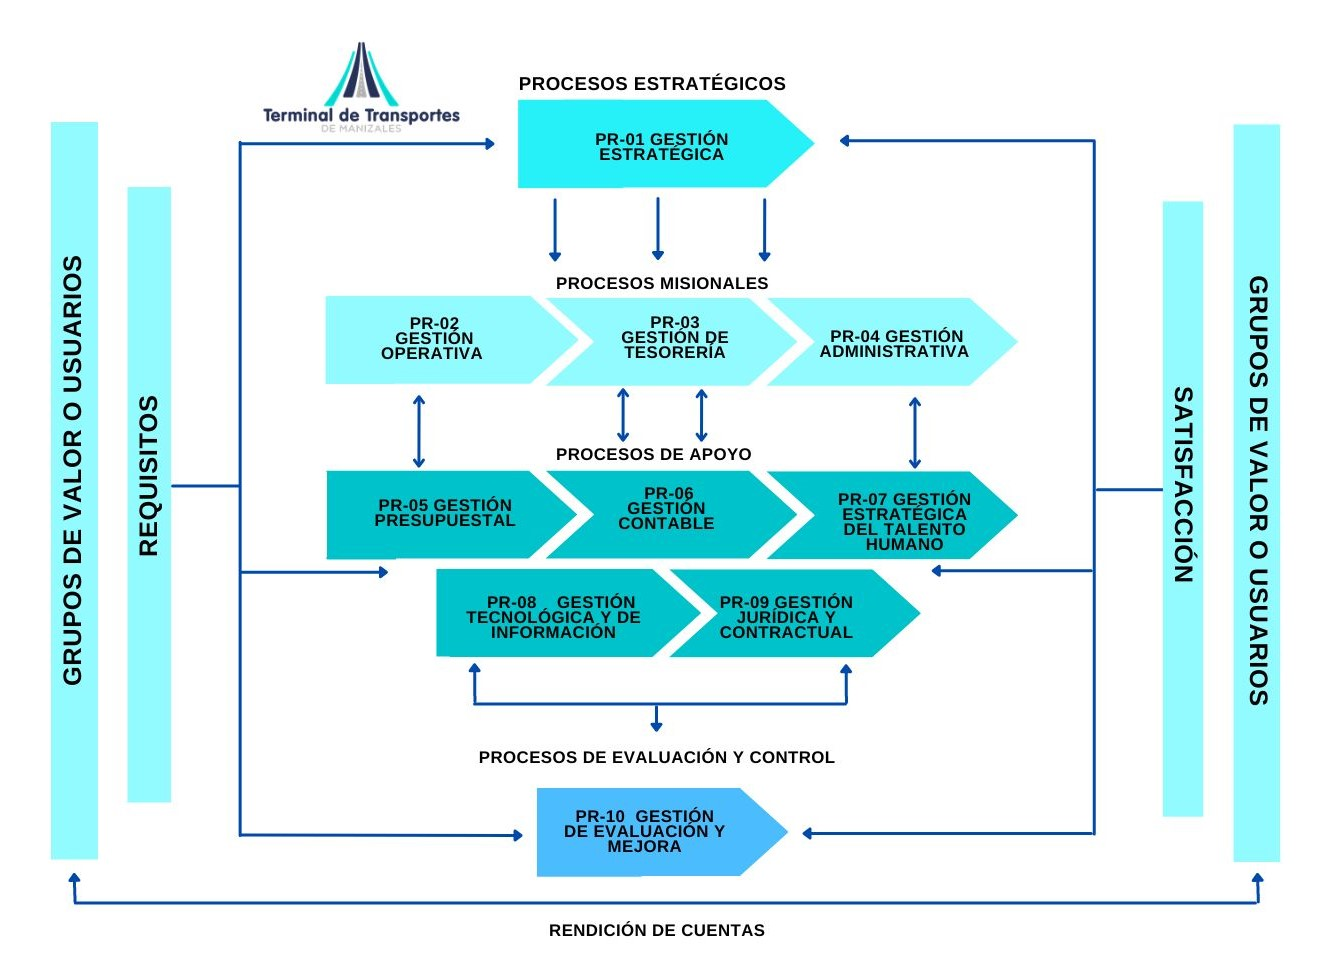 Terminal de Transportes
DE MANIZALES
PROCESOS ESTRATÉGICOS
PR-01 GESTIÓN
ESTRATÉGICA
GRUPOS DE VALOR O USUARIOS
REQUISITOS
PROCESOS MISIONALES
PR-02
GESTIÓN
OPERATIVA
PR-03
GESTIÓN DE
TESORERÍA
PR-04 GESTIÓN
ADMINISTRATIVA
PROCESOS DE APOYO
PR-05 GESTIÓN
PRESUPUESTAL
PR-06
GESTIÓN
CONTABLE
PR-07 GESTIÓN
ESTRATÉGICA
DEL TALENTO
HUMANO
PR-08 GESTIÓN
TECNOLÓGICA Y DE
INFORMACIÓN
PR-09 GESTIÓN
JURÍDICA Y
CONTRACTUAL
PROCESOS DE EVALUACIÓN Y CONTROL
PR-10 GESTIÓN
DE EVALUACIÓN Y
MEJORA
SATISFACCIÓN
GRUPOS DE VALOR O USUARIOS
RENDICIÓN DE CUENTAS